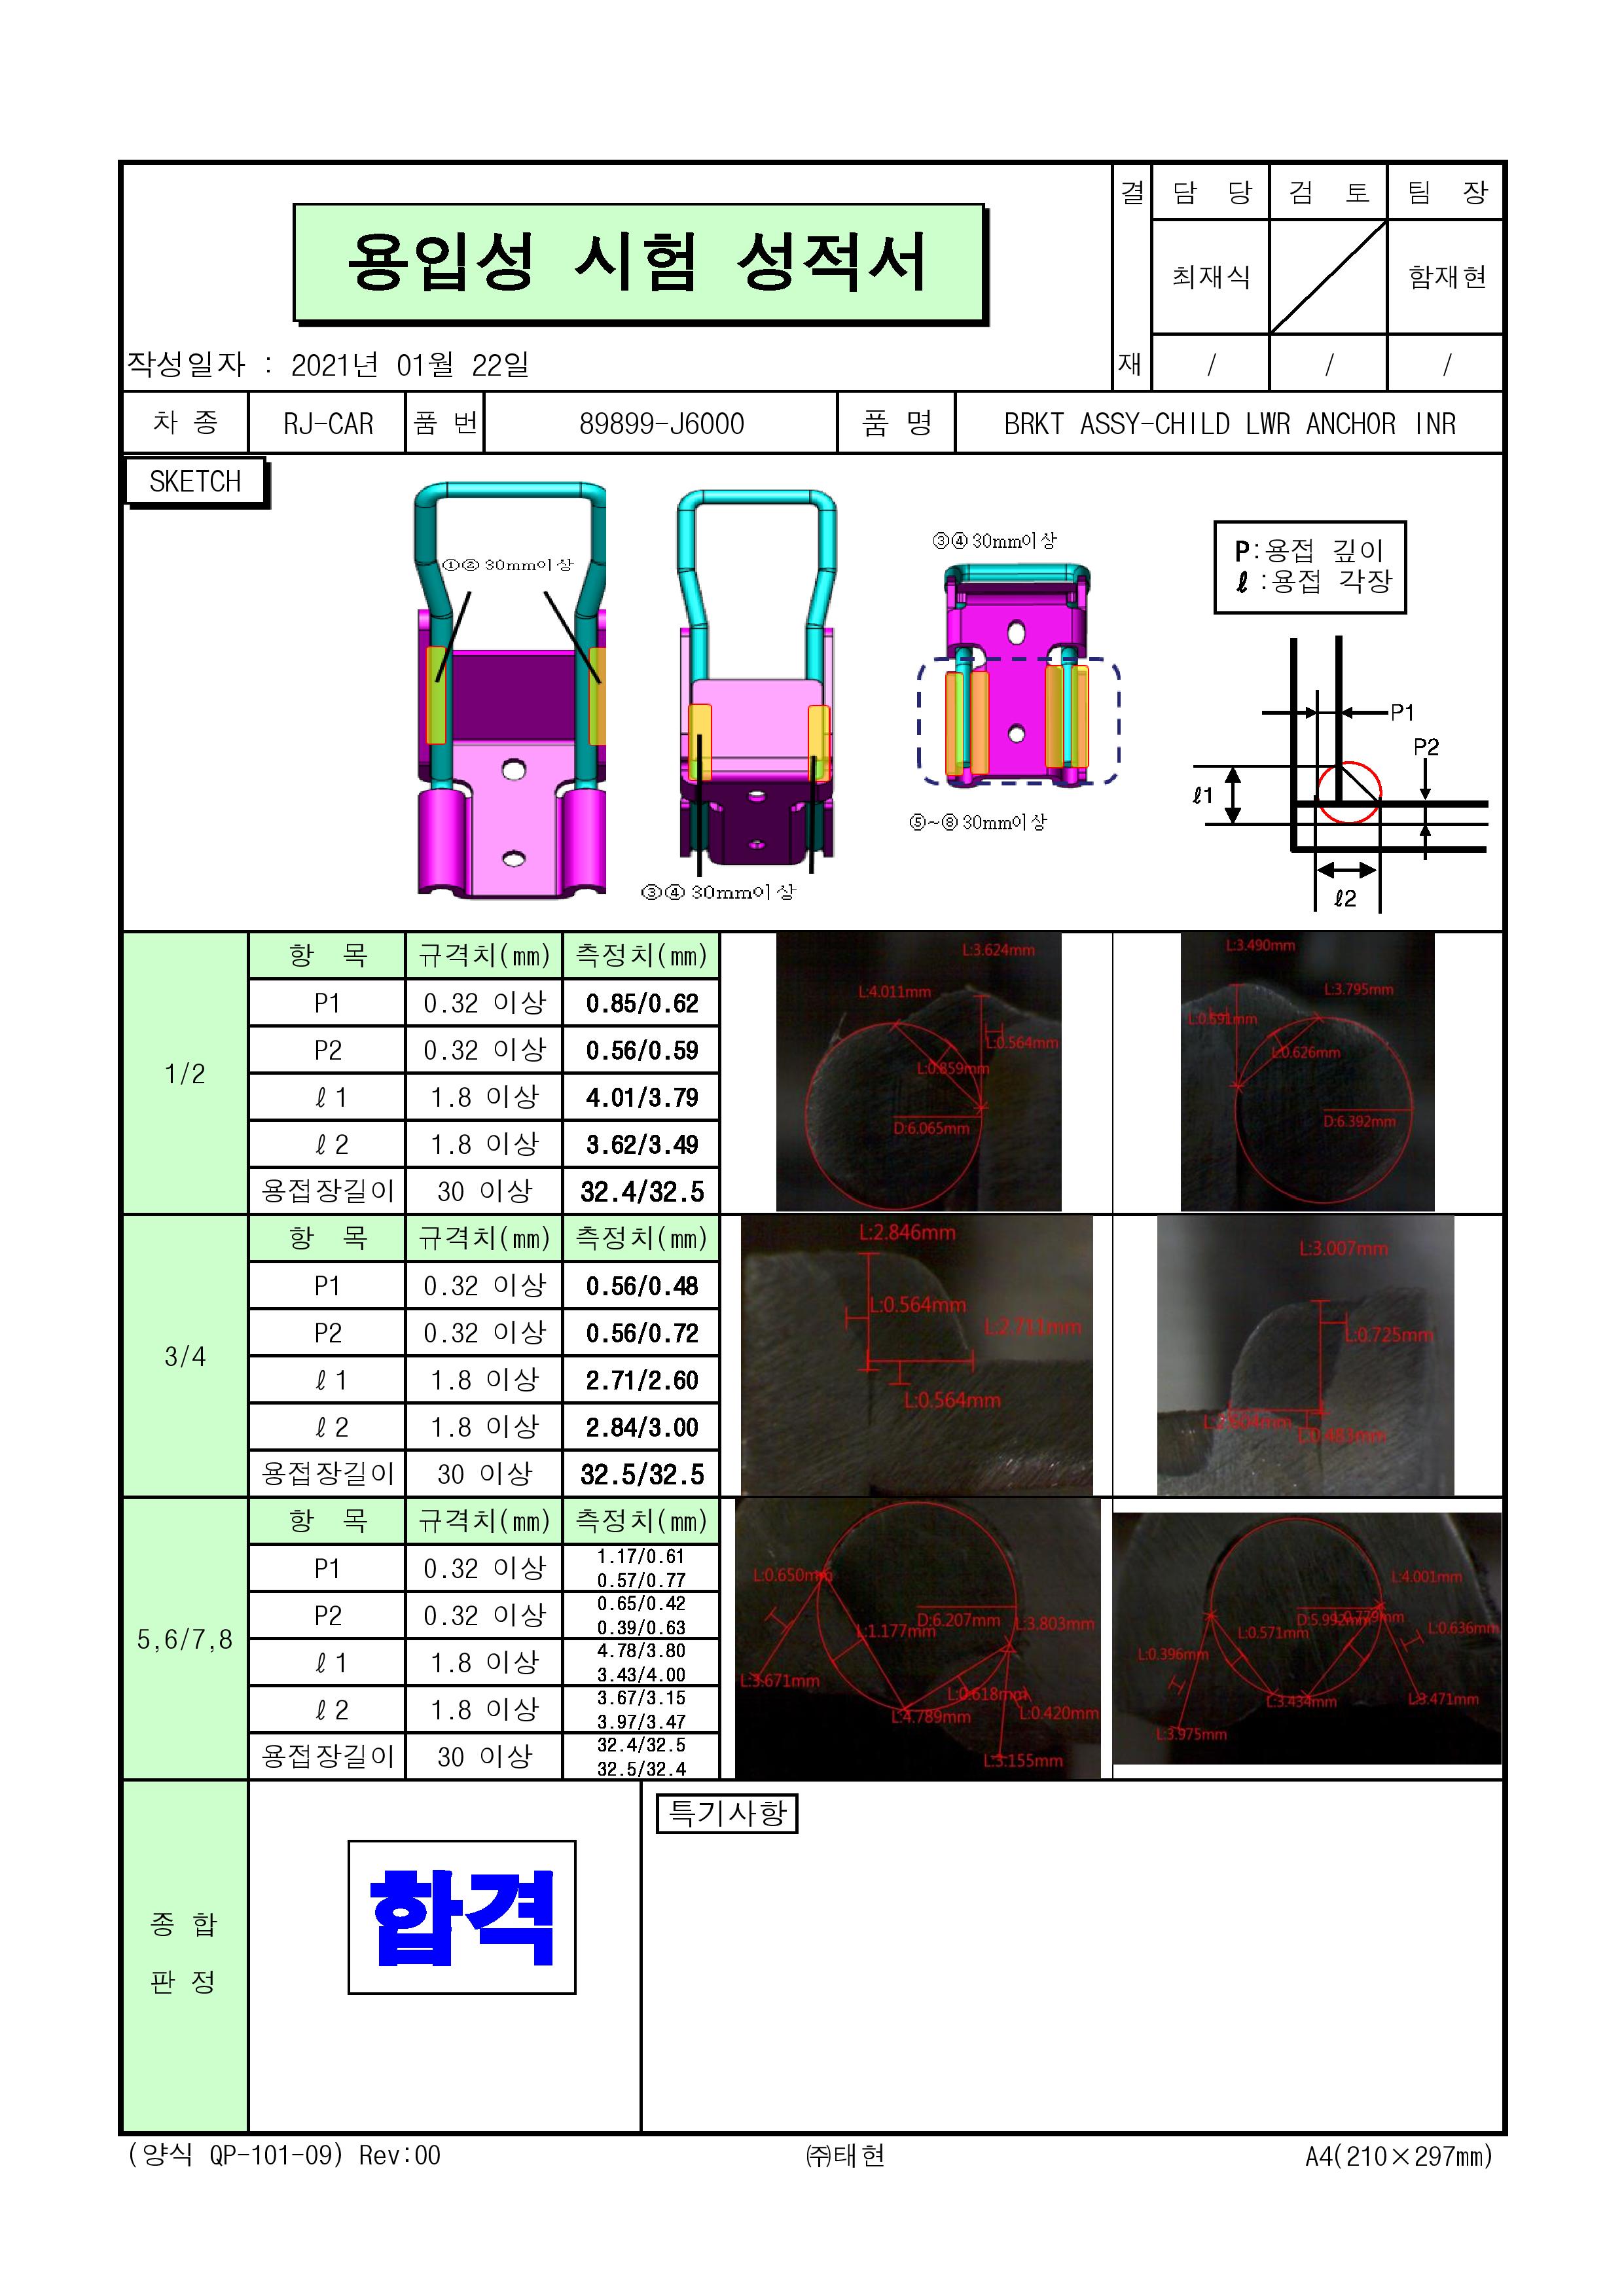 용입성 시험 성적서
결 재
담 당 검 토 팀 장
최재식 함재현
/ / /
작성일자 : 2021년 01월 22일
차 종 RJ-CAR 품 번 89899-J6000 품 명 BRKT ASSY-CHILD LWR ANCHOR INR
SKETCH
①② 30mm이상
③④ 30mm이상
③④ 30mm이상
⑤~⑧ 30mm이상
P:용접 깊이
ℓ :용접 각장
P1
P2
ℓ1
ℓ2
1/2
항 목 규격치(mm) 측정치(mm)
P1 0.32 이상 0.85/0.62
P2 0.32 이상 0.56/0.59
ℓ 1 1.8 이상 4.01/3.79
ℓ 2 1.8 이상 3.62/3.49
용접장길이 30 이상 32.4/32.5
L:3.624mm
L:4.011mm
L:0.564mm
L:0.859mm
D:6.065mm
L:3.490mm
L:3.795mm
L:0.591mm
L:0.626mm
D:6.392mm
3/4
항 목 규격치(mm) 측정치(mm)
P1 0.32 이상 0.56/0.48
P2 0.32 이상 0.56/0.72
ℓ 1 1.8 이상 2.71/2.60
ℓ 2 1.8 이상 2.84/3.00
용접장길이 30 이상 32.5/32.5
L:2.846mm
L:0.564mm
L:2.711mm
L:0.564mm
L:3.007mm
L:0.725mm
L:0.483mm
5,6/7,8
항 목 규격치(mm) 측정치(mm)
P1 0.32 이상 1.17/0.61
0.57/0.77
P2 0.32 이상 0.65/0.42
0.39/0.63
ℓ 1 1.8 이상 4.78/3.80
3.43/4.00
ℓ 2 1.8 이상 3.67/3.15
3.97/3.47
용접장길이 30 이상 32.4/32.5
32.5/32.4
L:0.650mm
D:6.207mm
L:3.803mm
L:1.177mm
L:3.671mm
L:0.618mm
L:4.789mm
L:0.420mm
L:3.155mm
L:4.001mm
D:5.992mm
L:0.779mm
L:0.571mm
L:0.636mm
L:0.396mm
L:3.434mm
L:3.471mm
L:3.975mm
종 합
판 정
합격
특기사항
(양식 QP-101-09) Rev:00 ㈜태현 A4(210×297mm)